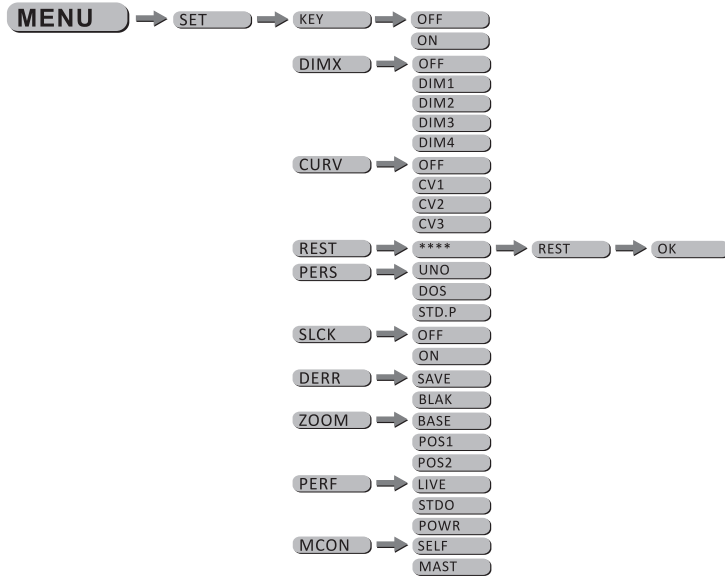 MENU SET KEY OFF
ON
DIMX OFF
DIM1
DIM2
DIM3
DIM4
CURV OFF
CV1
CV2
CV3
REST **** REST OK
PERS UNO
DOS
STD.P
SLCK OFF
ON
DERR SAVE
BLAK
ZOOM BASE
POS1
POS2
PERF LIVE
STDO
POWR
MCON SELF
MAST